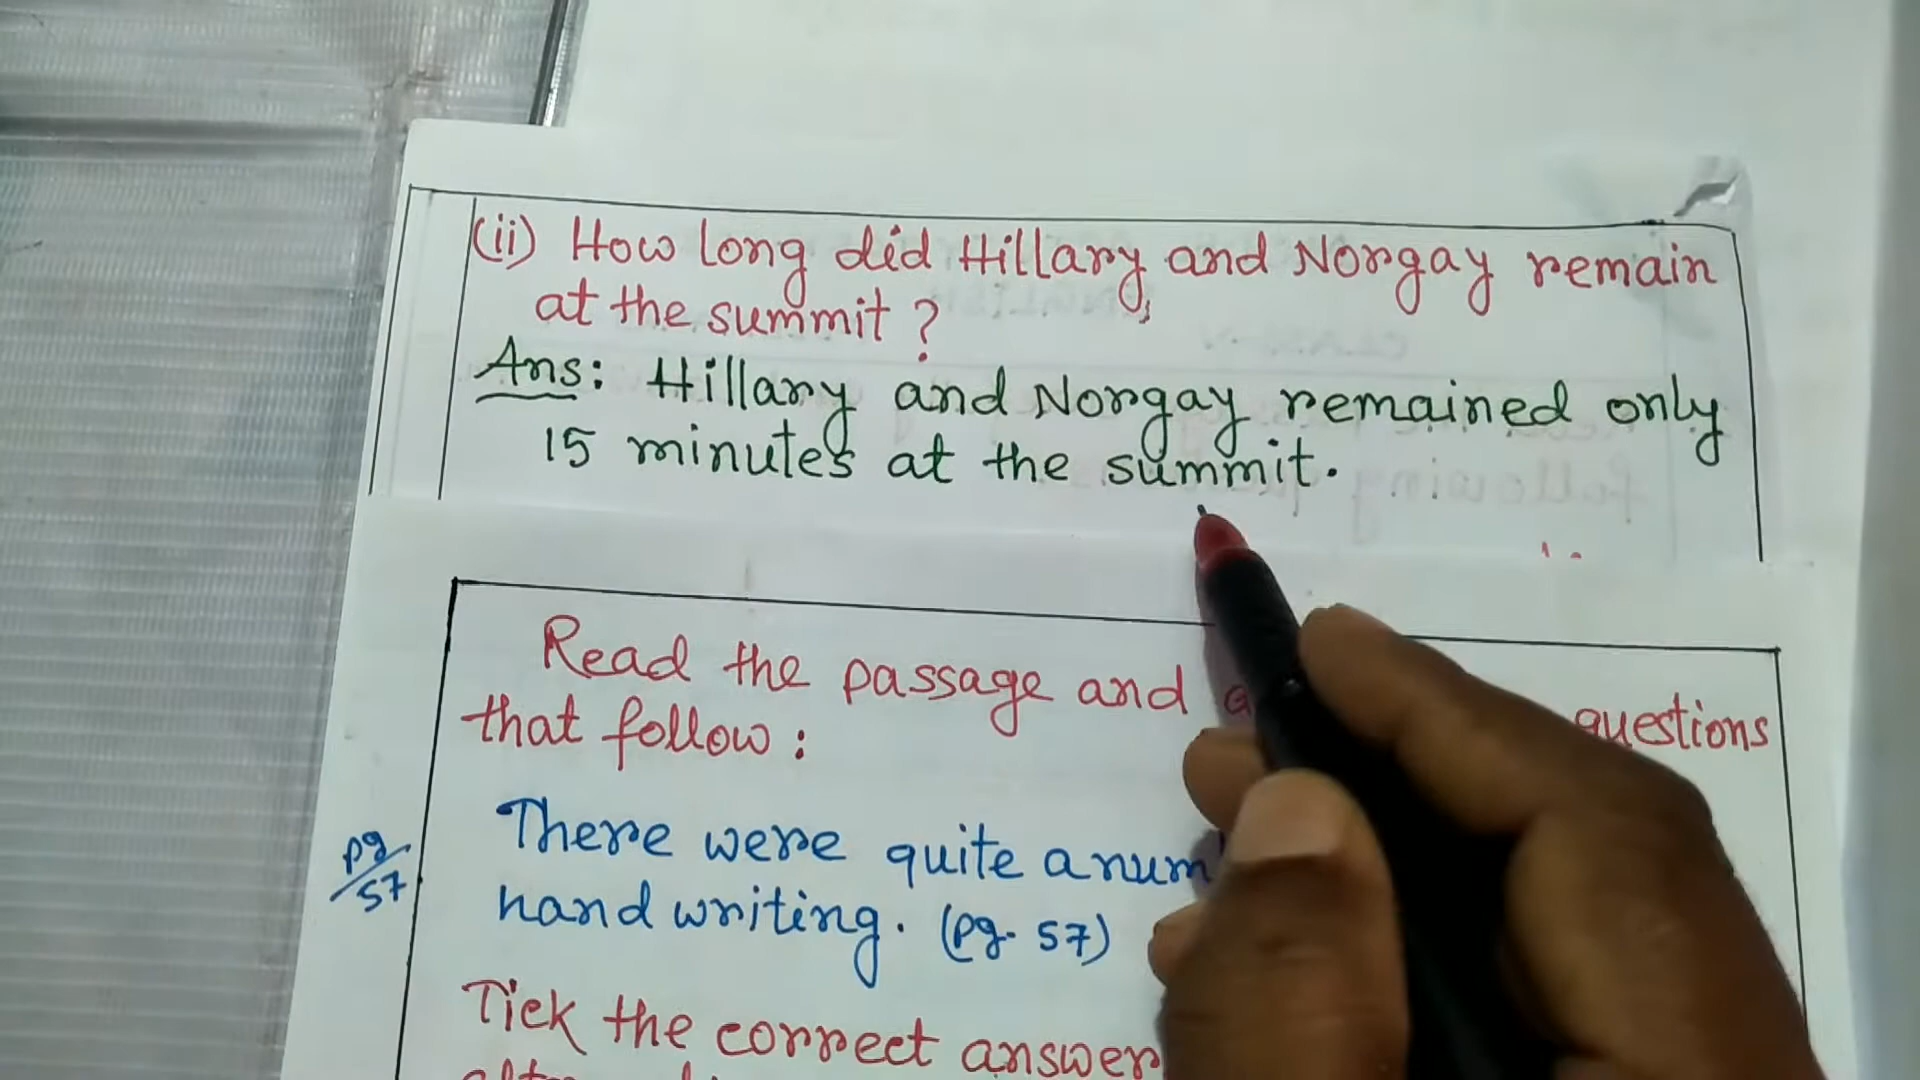 (ii) How long did Hillary and Norgay remain
at the summit ?
Ans: Hillary and Norgay remained only
15 minutes at the summit.
Read the passage and questions
that follow :
There were quite a num
pg/57
handwriting. (pg. 57)
Tick the correct answer